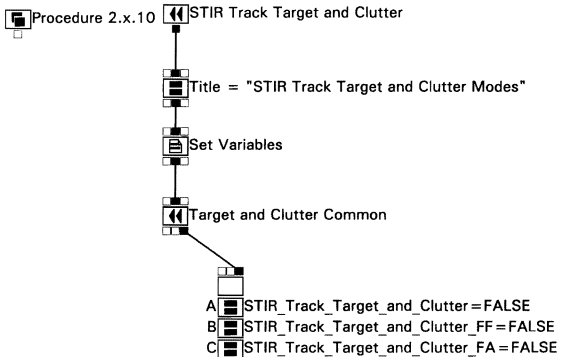 Procedure 2.x.10
STIR Track Target and Clutter
Title = "STIR Track Target and Clutter Modes"
Set Variables
Target and Clutter Common
A STIR_Track_Target_and_Clutter=FALSE
B STIR_Track_Target_and_Clutter_FF=FALSE
C STIR_Track_Target_and_Clutter_FA=FALSE